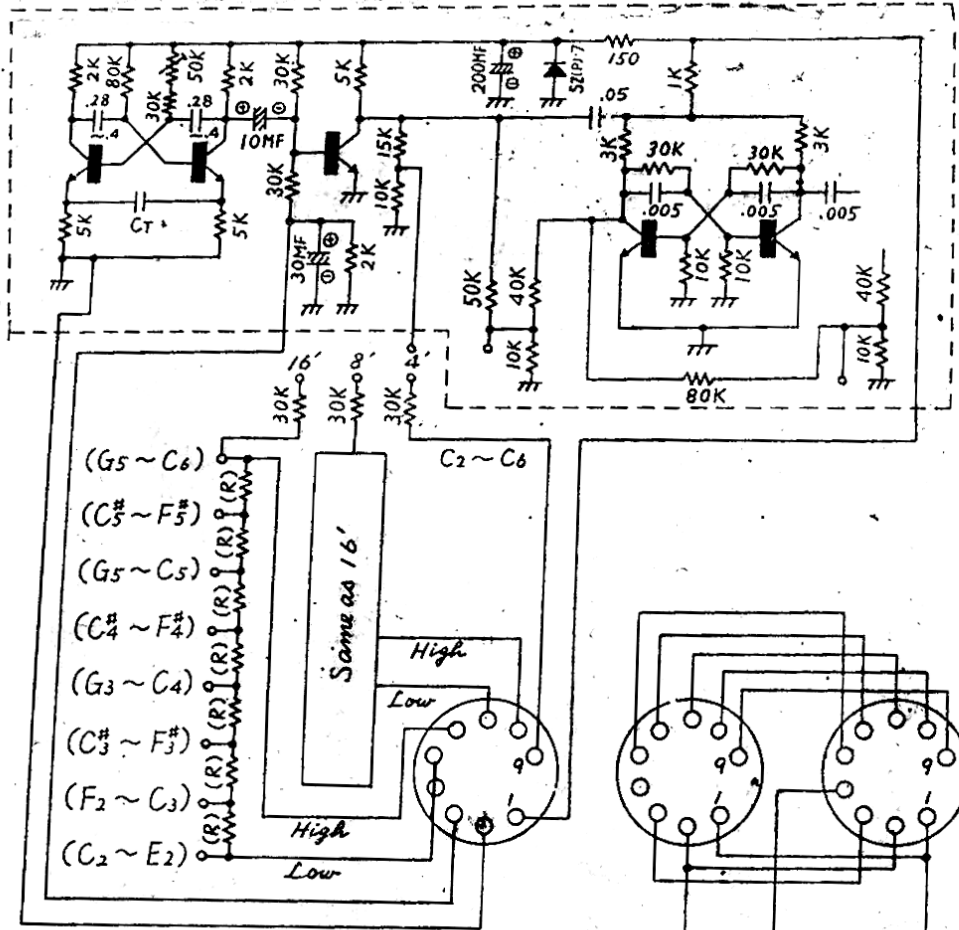 2K
80K
50K
30K
2K
30K
5K
200MF
⊕
⊖
SZ(P)-7
150
1K
.28
~.4
.28
~.4
⊕
⊖
10MF
.05
3K
30K
30K
3K
15K
10K
30K
.005
.005
.005
5K
CT
5K
30MF
⊕
⊖
2K
50K
40K
10K
10K
40K
10K
10K
80K
16'
8'
4'
30K
30K
30K
C2~C6
(G5~C6)
(R)
(C#5~F#5)
(R)
(G5~C5)
(R)
(C#4~F#4)
(R)
(G3~C4)
(R)
(C#3~F#3)
(R)
(F2~C3)
(R)
(C2~E2)
Same as 16'
High
Low
High
Low
9
1
9
1
9
1